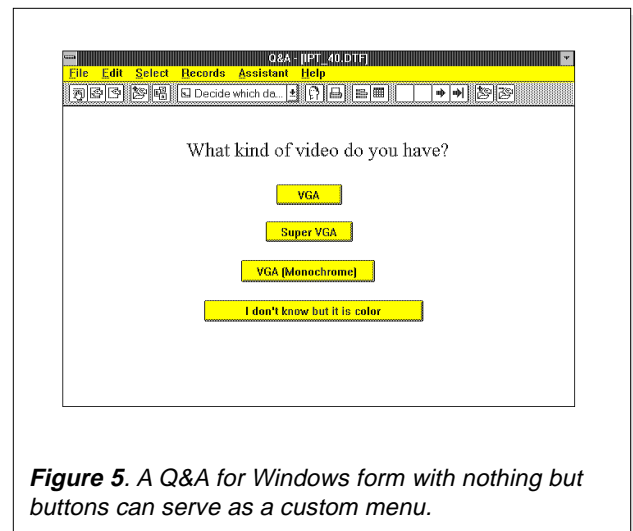 Q&A - [IPT_40.DTF]
File Edit Select Records Assistant Help
Decide which da...
What kind of video do you have?
VGA
Super VGA
VGA (Monochrome)
I don't know but it is color
Figure 5. A Q&A for Windows form with nothing but
buttons can serve as a custom menu.